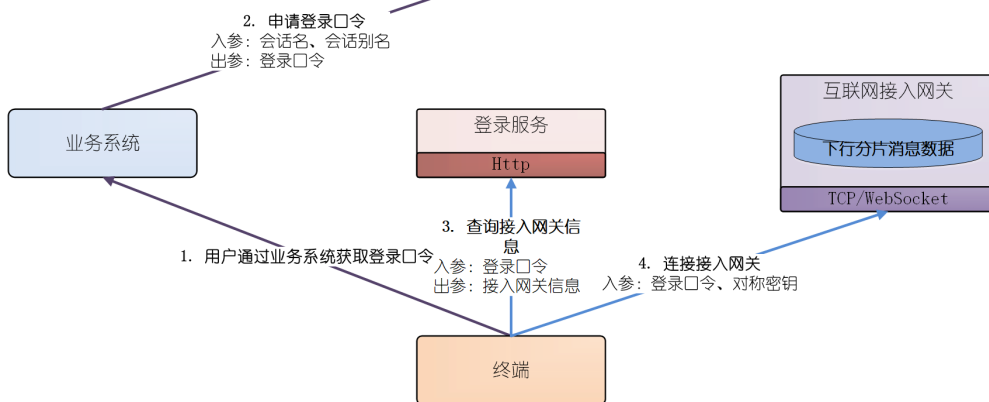 2. 申请登录口令
入参：会话名、会话别名
出参：登录口令
业务系统
登录服务
Http
互联网接入网关
下行分片消息数据
TCP/WebSocket
1. 用户通过业务系统获取登录口令
3. 查询接入网关信
息
入参：登录口令
出参：接入网关信息
4. 连接接入网关
入参：登录口令、对称密钥
终端